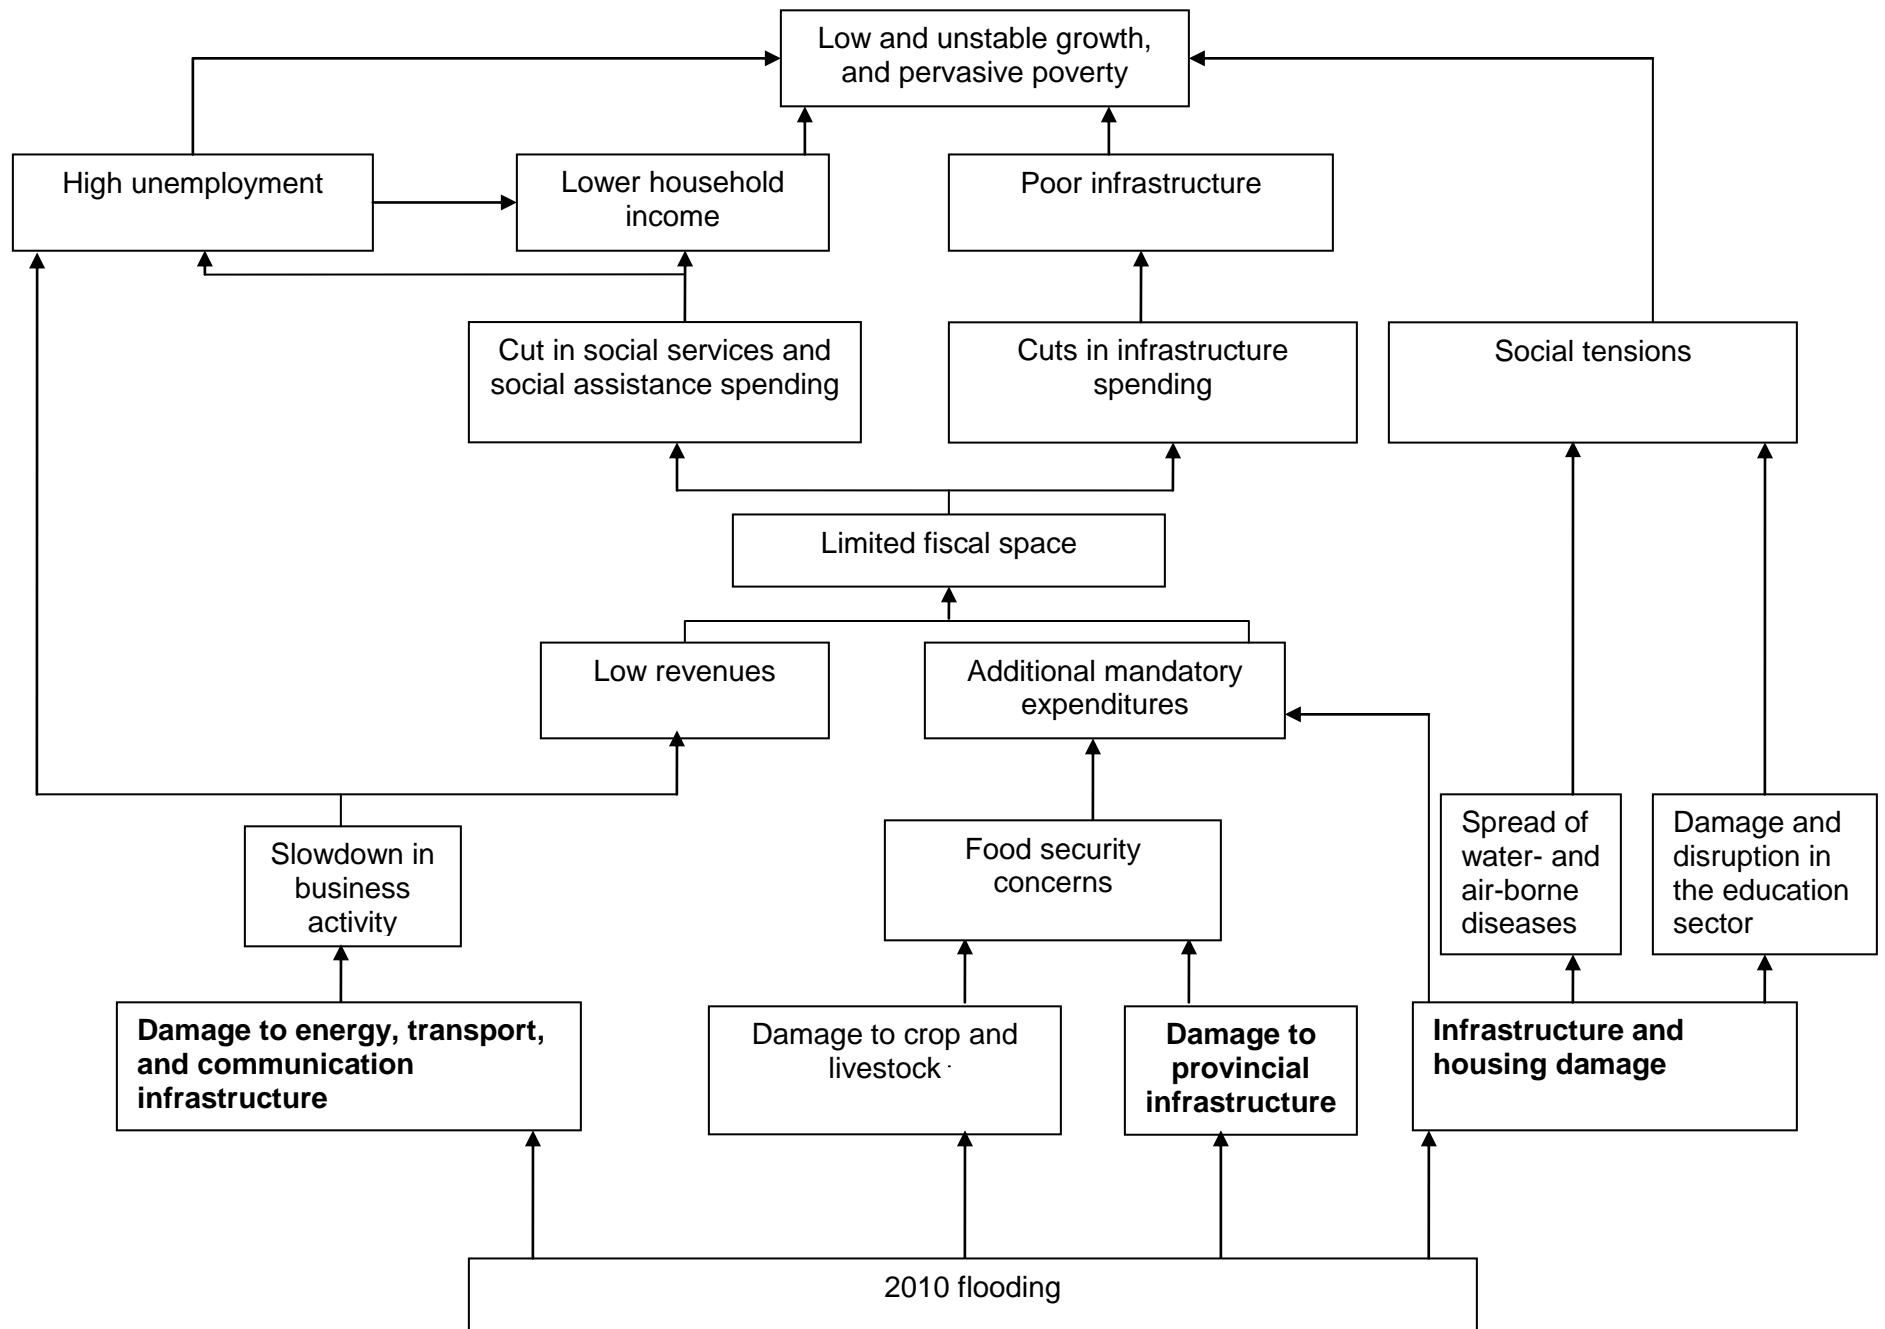 Low and unstable growth,
and pervasive poverty
High unemployment
Lower household
income
Poor infrastructure
Cut in social services and
social assistance spending
Cuts in infrastructure
spending
Social tensions
Limited fiscal space
Low revenues
Additional mandatory
expenditures
Slowdown in
business
activity
Food security
concerns
Spread of
water- and
air-borne
diseases
Damage and
disruption in
the education
sector
Damage to energy, transport,
and communication
infrastructure
Damage to crop and
livestock
Damage to
provincial
infrastructure
Infrastructure and
housing damage
2010 flooding